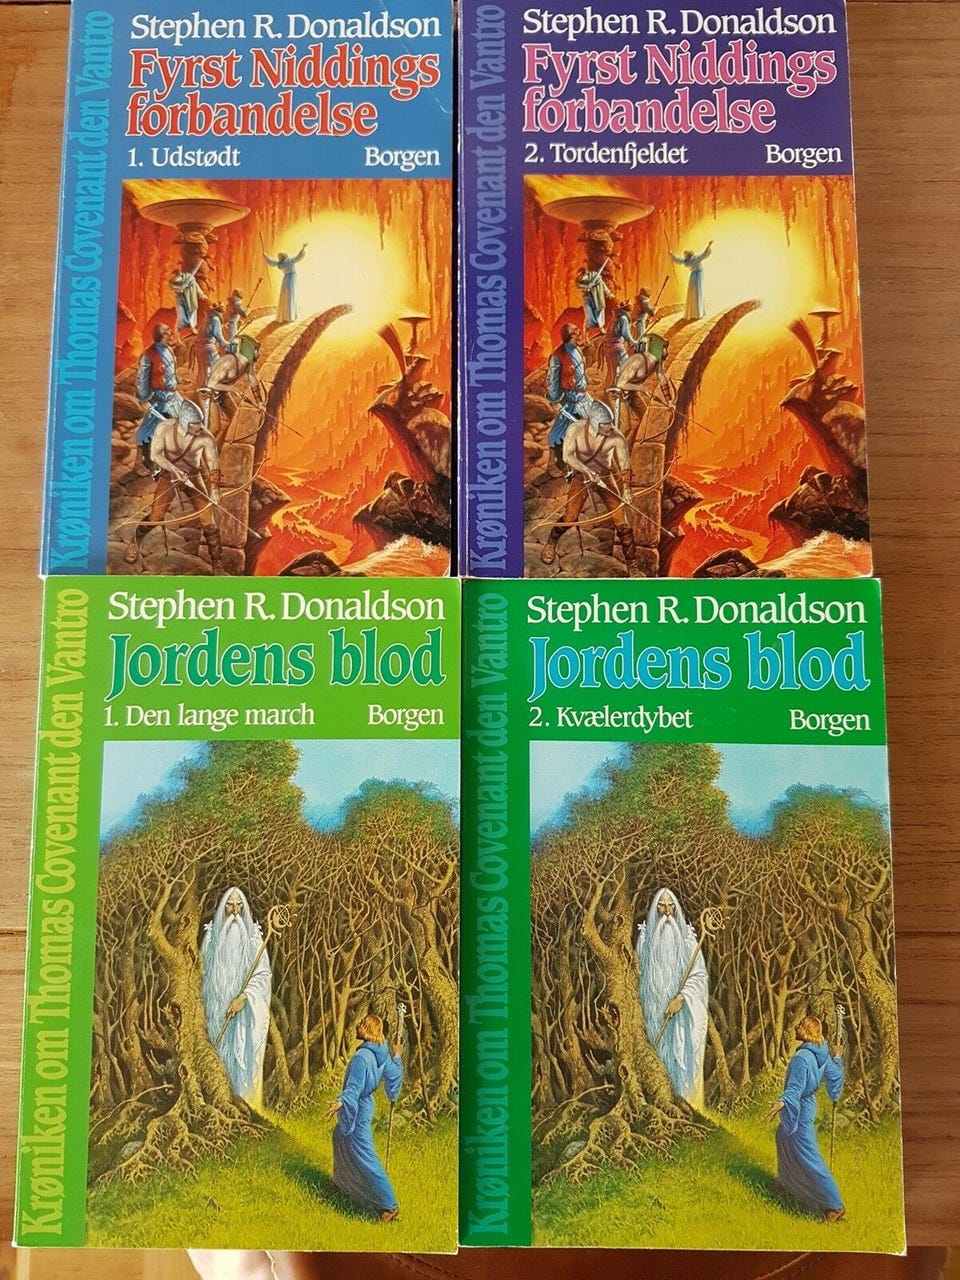 Krøniken om Thomas Covenant den Vantro
Stephen R. Donaldson
Fyrst Niddings
forbandelse
1. Udstødt Borgen
Krøniken om Thomas Covenant den Vantro
Stephen R. Donaldson
Fyrst Niddings
forbandelse
2. Tordenfjeldet Borgen
Krøniken om Thomas Covenant den Vantro
Stephen R. Donaldson
Jordens blod
1. Den lange march Borgen
Krøniken om Thomas Covenant den Vantro
Stephen R. Donaldson
Jordens blod
2. Kvælerdybet Borgen